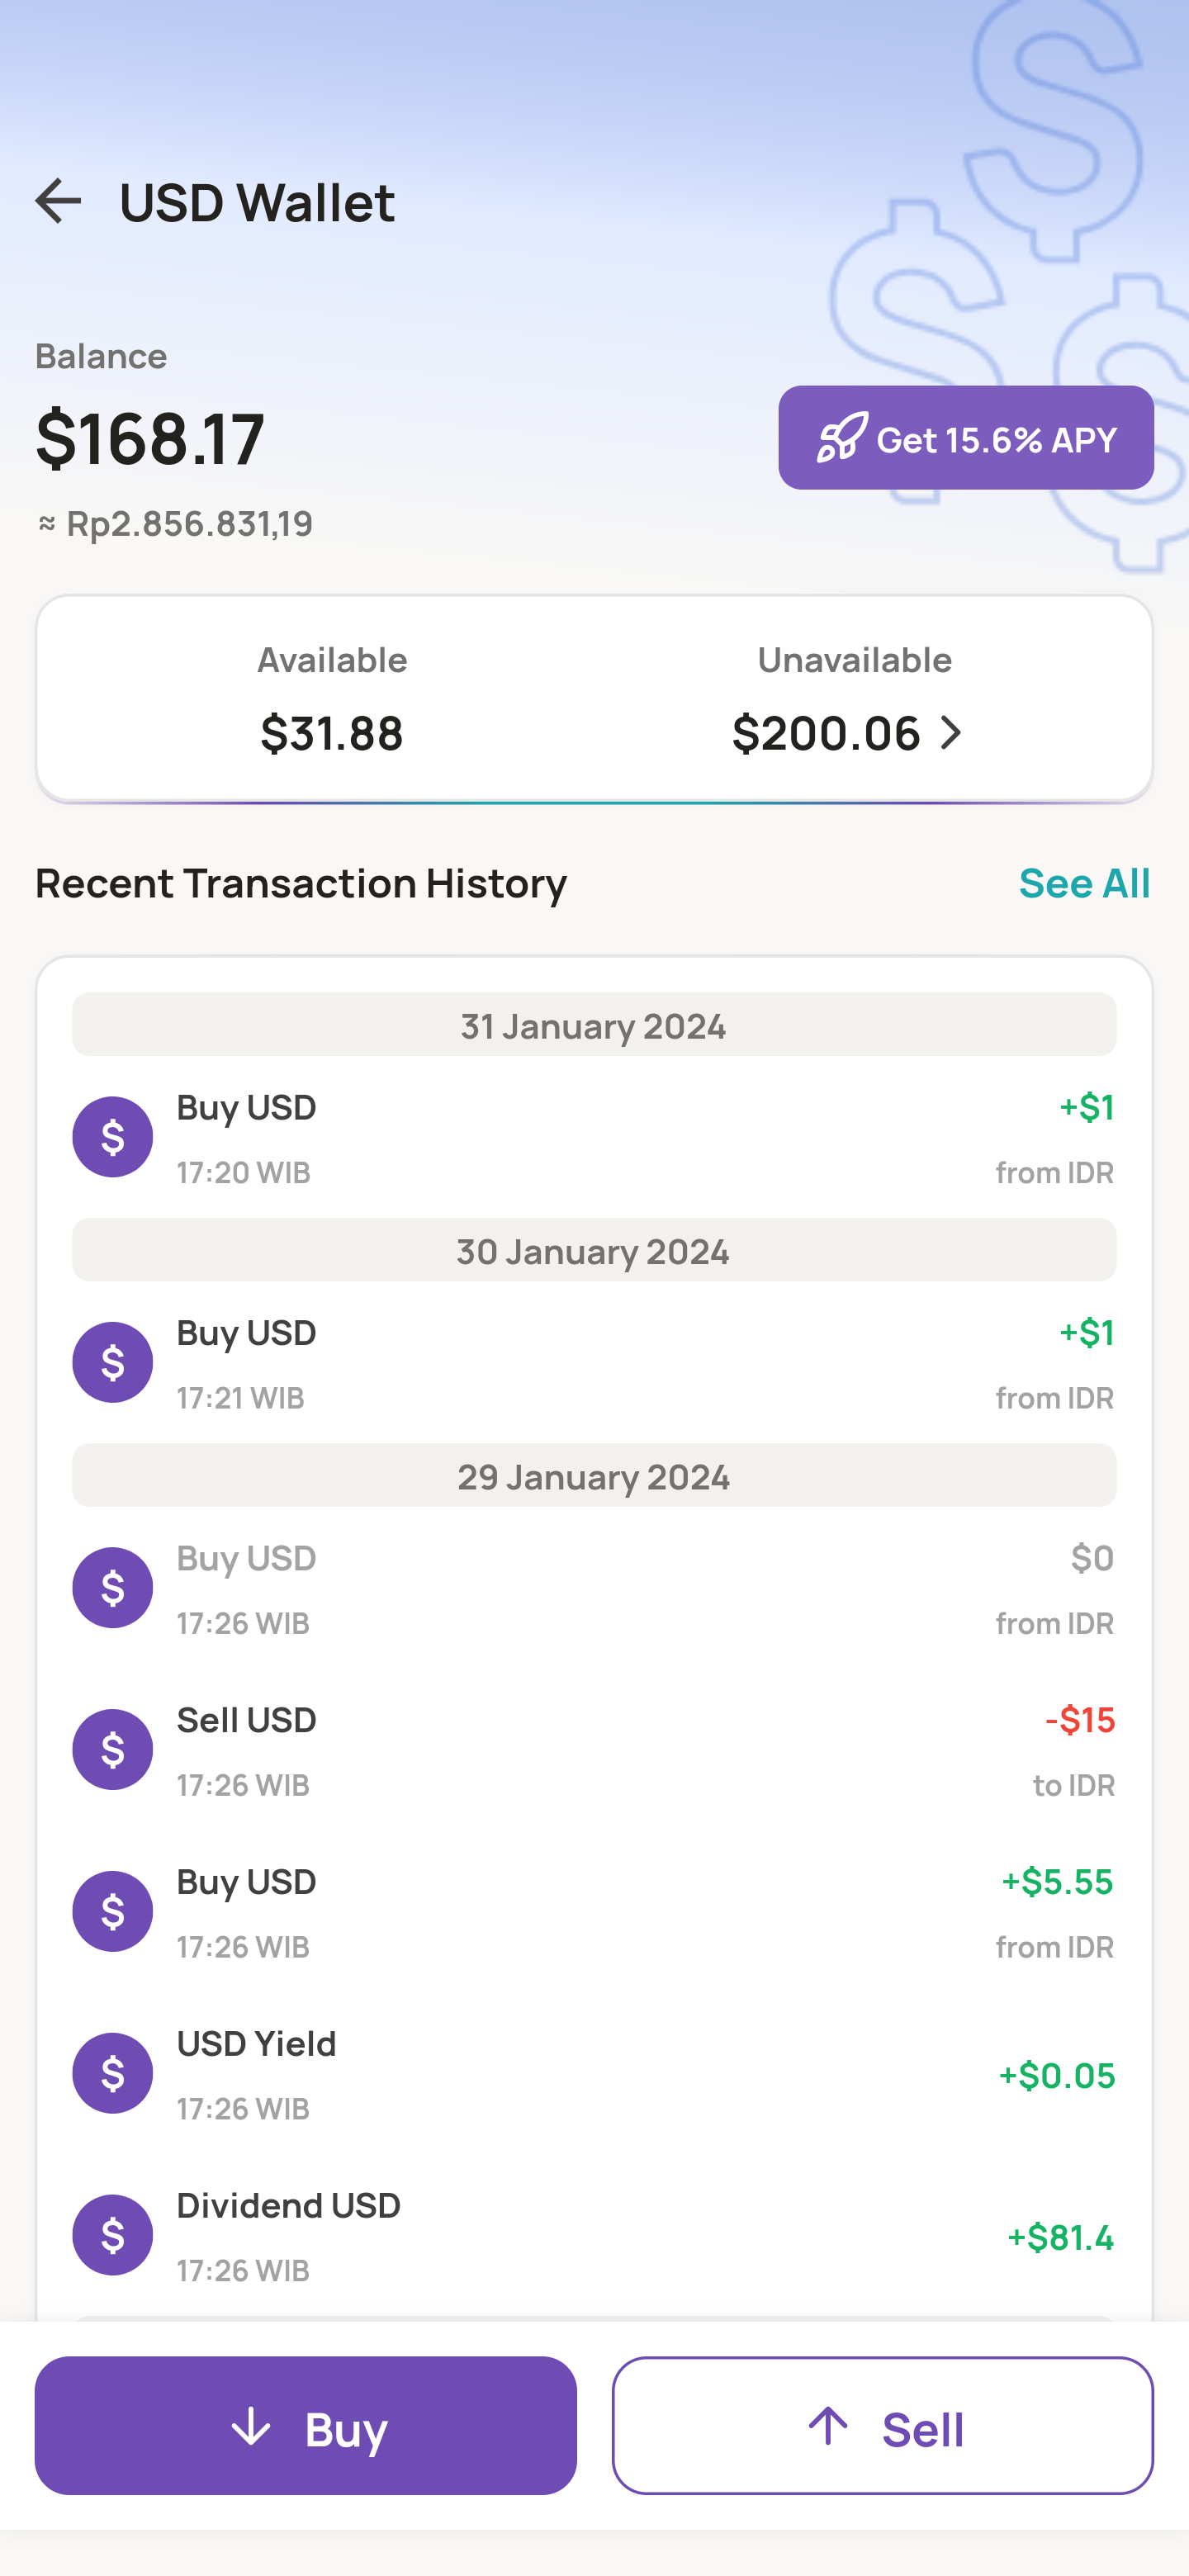 USD Wallet
Balance
$168.17
Get 15.6% APY
≈ Rp2.856.831,19
Available Unavailable
$31.88 $200.06
Recent Transaction History See All
31 January 2024
Buy USD +$1
17:20 WIB from IDR
30 January 2024
Buy USD +$1
17:21 WIB from IDR
29 January 2024
Buy USD $0
17:26 WIB from IDR
Sell USD -$15
17:26 WIB to IDR
Buy USD +$5.55
17:26 WIB from IDR
USD Yield +$0.05
17:26 WIB
Dividend USD +$81.4
17:26 WIB
Buy Sell